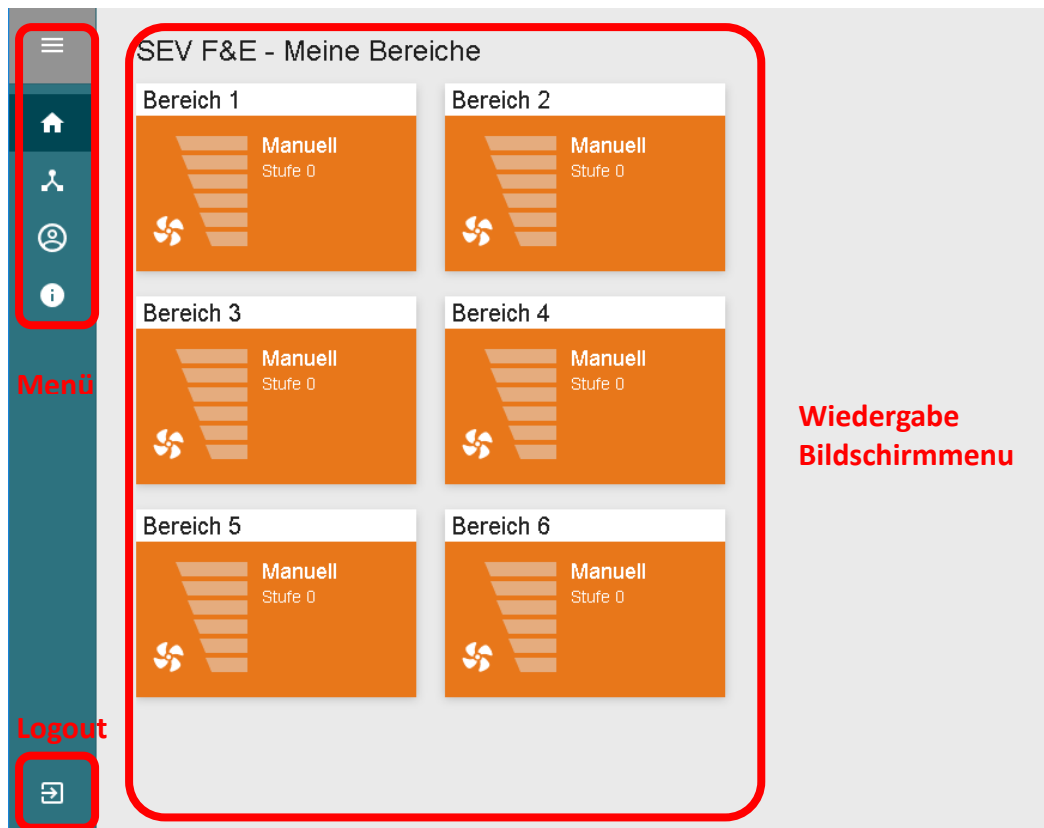 SEV F&E - Meine Bereiche
Bereich 1
Manuell
Stufe 0
Bereich 2
Manuell
Stufe 0
Bereich 3
Manuell
Stufe 0
Bereich 4
Manuell
Stufe 0
Bereich 5
Manuell
Stufe 0
Bereich 6
Manuell
Stufe 0
Menü
Logout
Wiedergabe
Bildschirmmenu